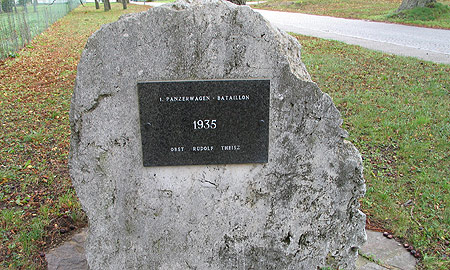 1. PANZERWAGEN - BATAILLON
1935
OBST RUDOLF THEISZ